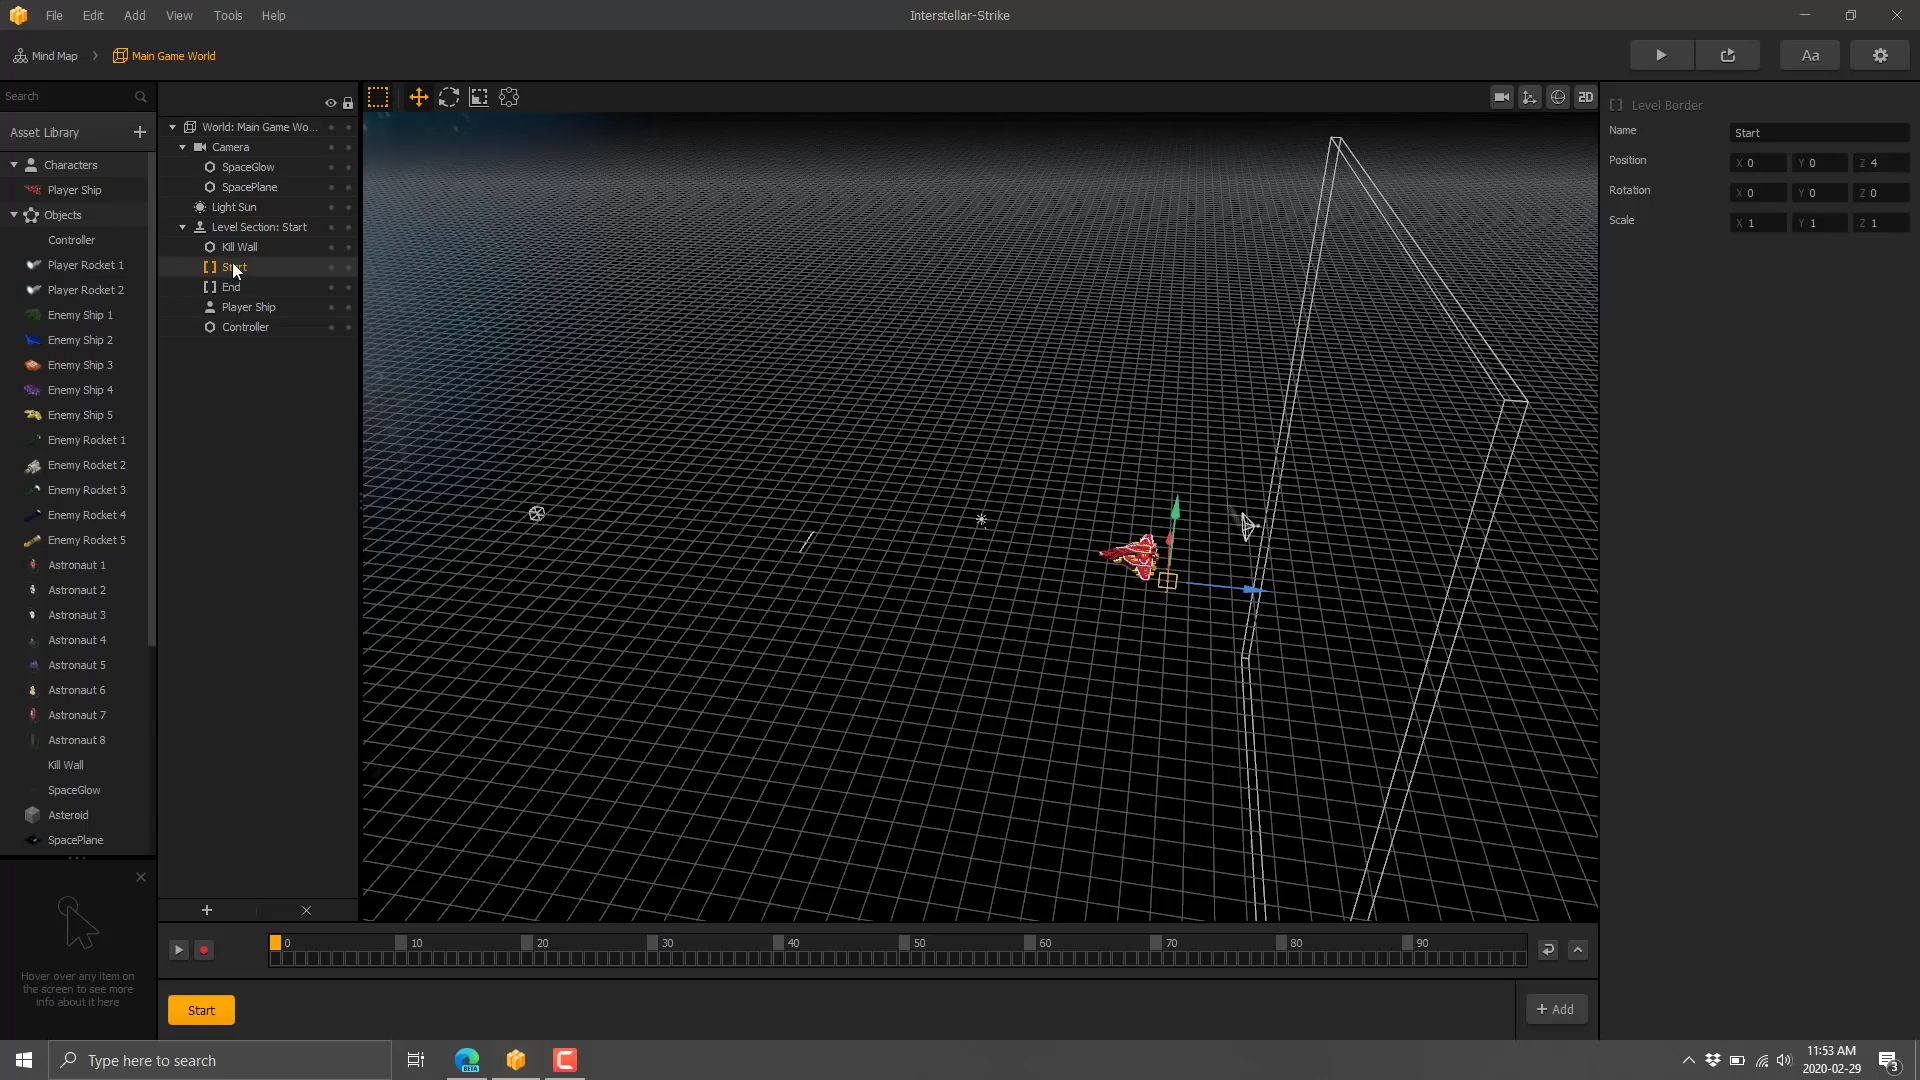 File Edit Add View Tools Help
Interstellar-Strike
Mind Map
Main Game World
Aa
Search
Asset Library
Characters
Player Ship
Objects
Controller
Player Rocket 1
Player Rocket 2
Enemy Ship 1
Enemy Ship 2
Enemy Ship 3
Enemy Ship 4
Enemy Ship 5
Enemy Rocket 1
Enemy Rocket 2
Enemy Rocket 3
Enemy Rocket 4
Enemy Rocket 5
Astronaut 1
Astronaut 2
Astronaut 3
Astronaut 4
Astronaut 5
Astronaut 6
Astronaut 7
Astronaut 8
Kill Wall
SpaceGlow
Asteroid
SpacePlane
Hover over any item on
the screen to see more
info about it here
World: Main Game Wo...
Camera
SpaceGlow
SpacePlane
Light Sun
Level Section: Start
Kill Wall
Start
End
Player Ship
Controller
2D
Level Border
Name Start
Position X 0 Y 0 Z 4
Rotation X 0 Y 0 Z 0
Scale X 1 Y 1 Z 1
0 10 20 30 40 50 60 70 80 90
Start
+ Add
Type here to search
BETA
11:53 AM
2020-02-29
3